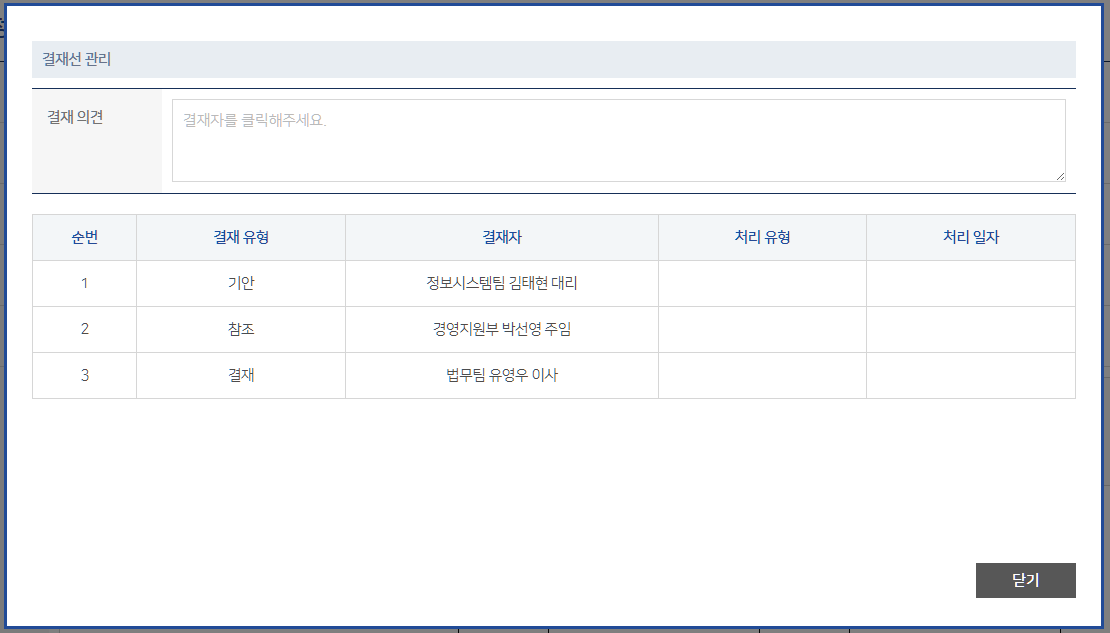 결재선 관리
결재 의견
결재자를 클릭해주세요.
순번 결재 유형 결재자 처리 유형 처리 일자
1 기안 정보시스템팀 김태현 대리
2 참조 경영지원부 박선영 주임
3 결재 법무팀 유영우 이사
닫기